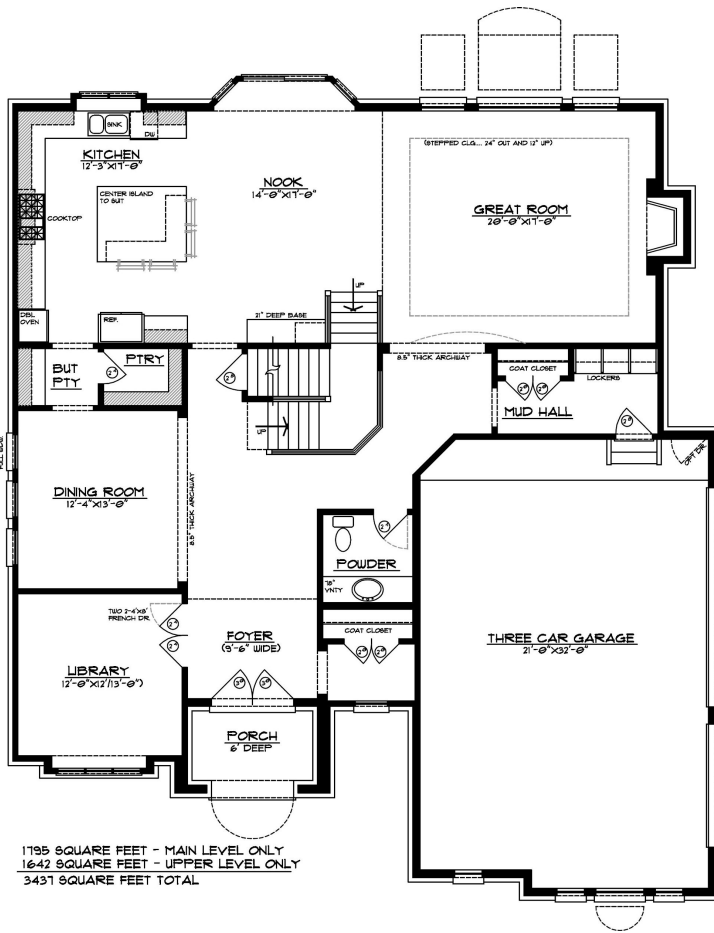 (STEPPED CLG... 24" OUT AND 12" UP)
SINK
DW
KITCHEN
12'-3"X17'-0"
NOOK
14'-0"X17'-0"
CENTER ISLAND
TO SUIT
GREAT ROOM
20'-0"X17'-0"
COOKTOP
UP
DBL
OVEN
REF.
21" DEEP BASE
BUT
PTY
PTRY
8.5" THICK ARCHWAY
COAT CLOSET
LOCKERS
MUD HALL
UP
OPT DR
DINING ROOM
12'-4"X13'-0"
8.5" THICK ARCHWAY
POWDER
18"
VNTY
TWO 2-4"X8'
FRENCH DR.
FOYER
(9'-6" WIDE)
COAT CLOSET
THREE CAR GARAGE
21'-0"X32'-0"
LIBRARY
12'-0"X12'/13'-0")
PORCH
6' DEEP
1795 SQUARE FEET - MAIN LEVEL ONLY
1642 SQUARE FEET - UPPER LEVEL ONLY
3437 SQUARE FEET TOTAL